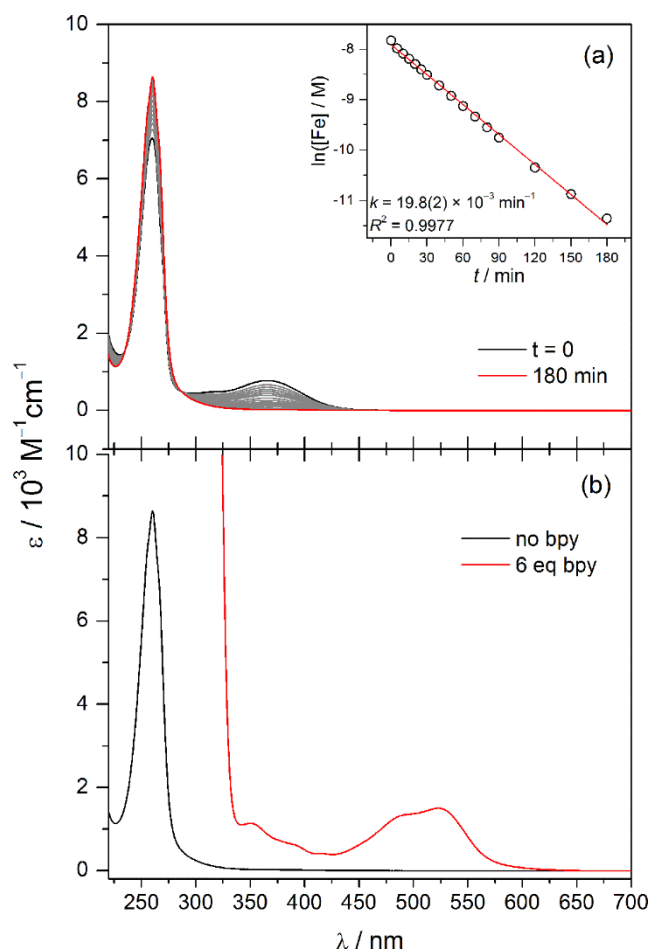 10
8
6
4
2
0
(a)
ln([Fe] / M)
-8
-9
-10
-11
k = 19.8(2) × 10⁻³ min⁻¹
R² = 0.9977
0 30 60 90 120 150 180
t / min
t = 0
180 min
ε / 10³ M⁻¹cm⁻¹
10
8
6
4
2
0
(b)
no bpy
6 eq bpy
250 300 350 400 450 500 550 600 650 700
λ / nm